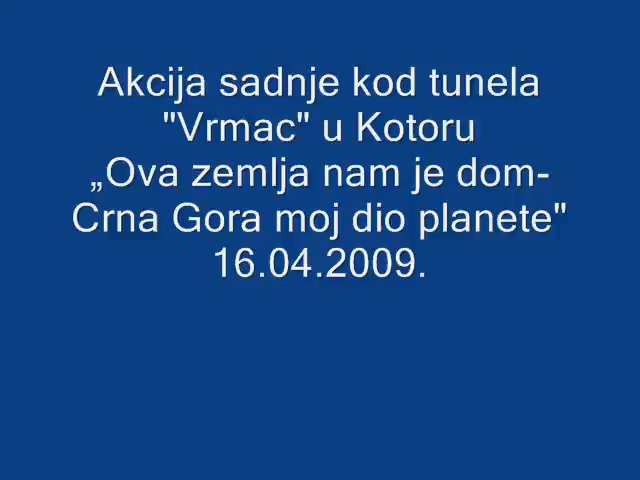 Akcija sadnje kod tunela
"Vrmac" u Kotoru
„Ova zemlja nam je dom-
Crna Gora moj dio planete"
16.04.2009.